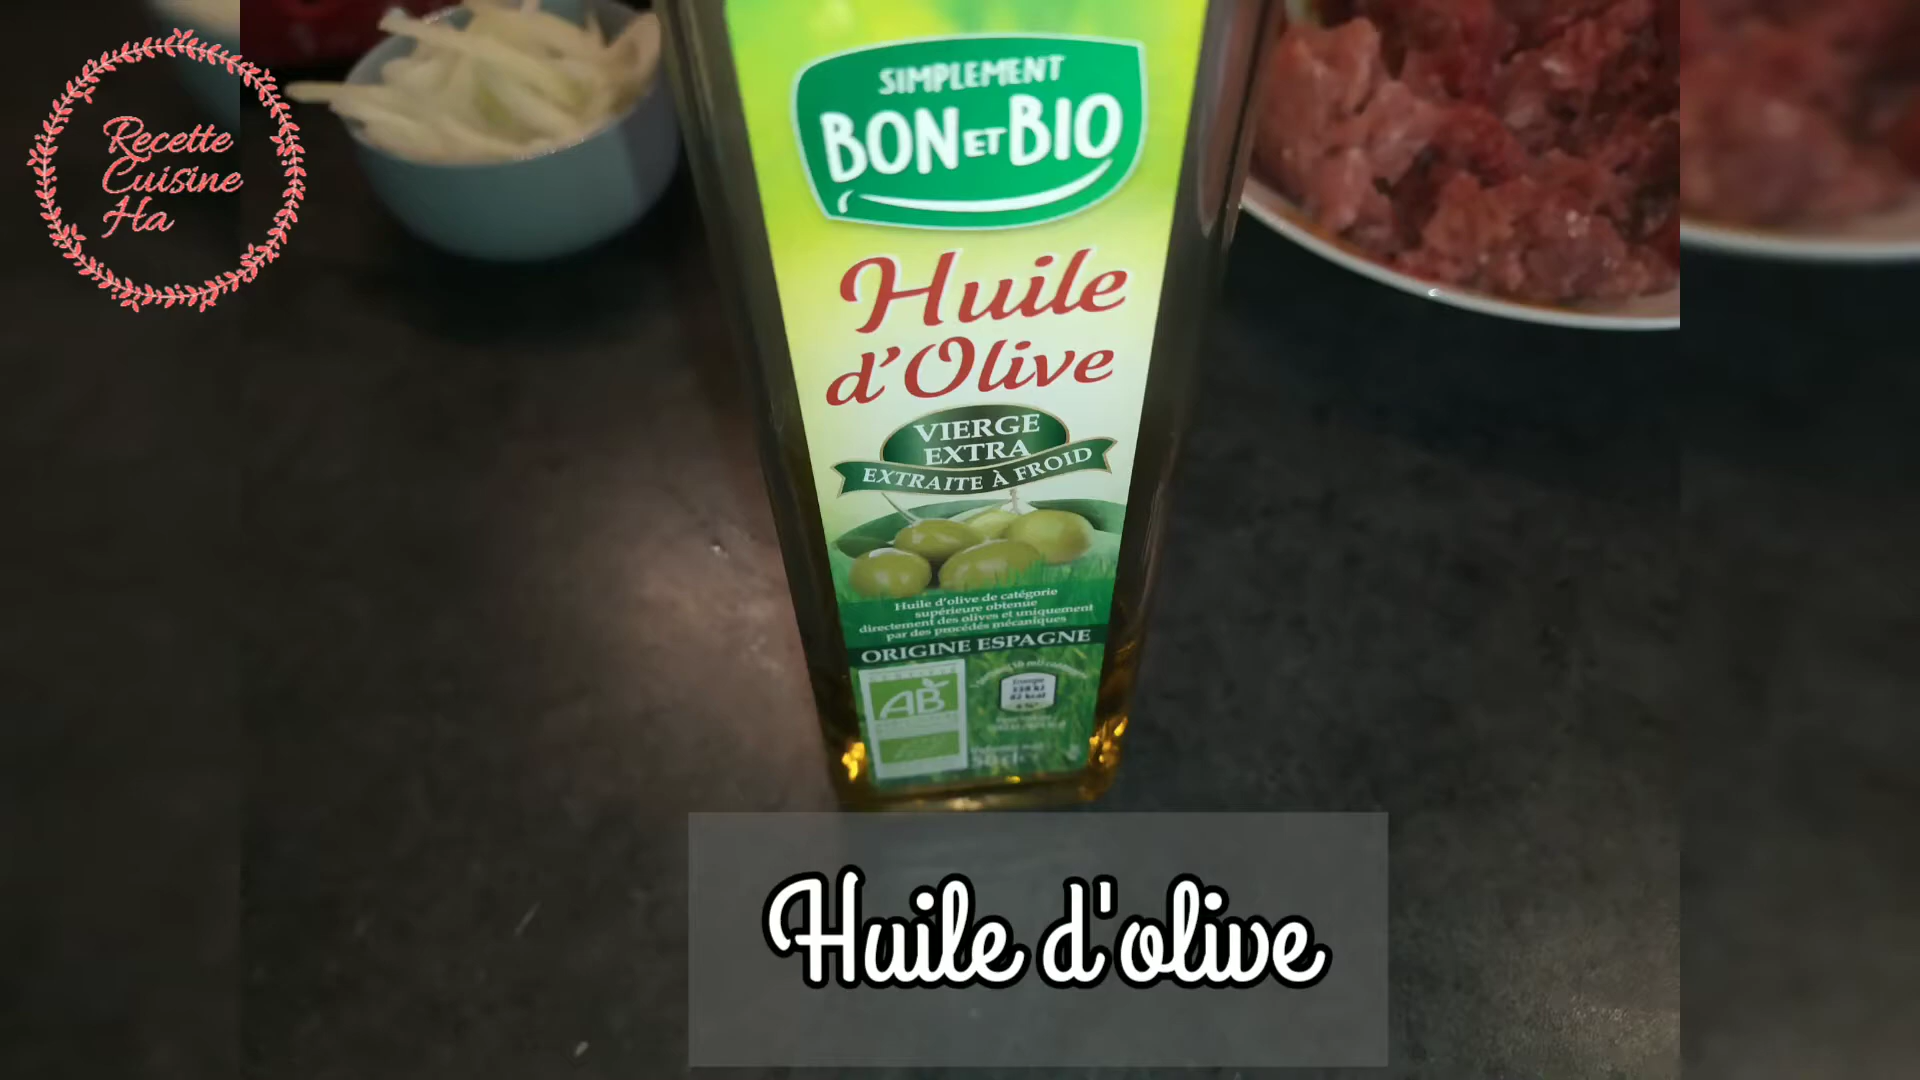 Recette
Cuisine
Ha
SIMPLEMENT
BON ET BIO
Huile
d'Olive
VIERGE
EXTRA
EXTRAITE À FROID
Huile d'olive de catégorie
supérieure obtenue
directement des olives et uniquement
par des procédés mécaniques
ORIGINE ESPAGNE
AB
Huile d'olive